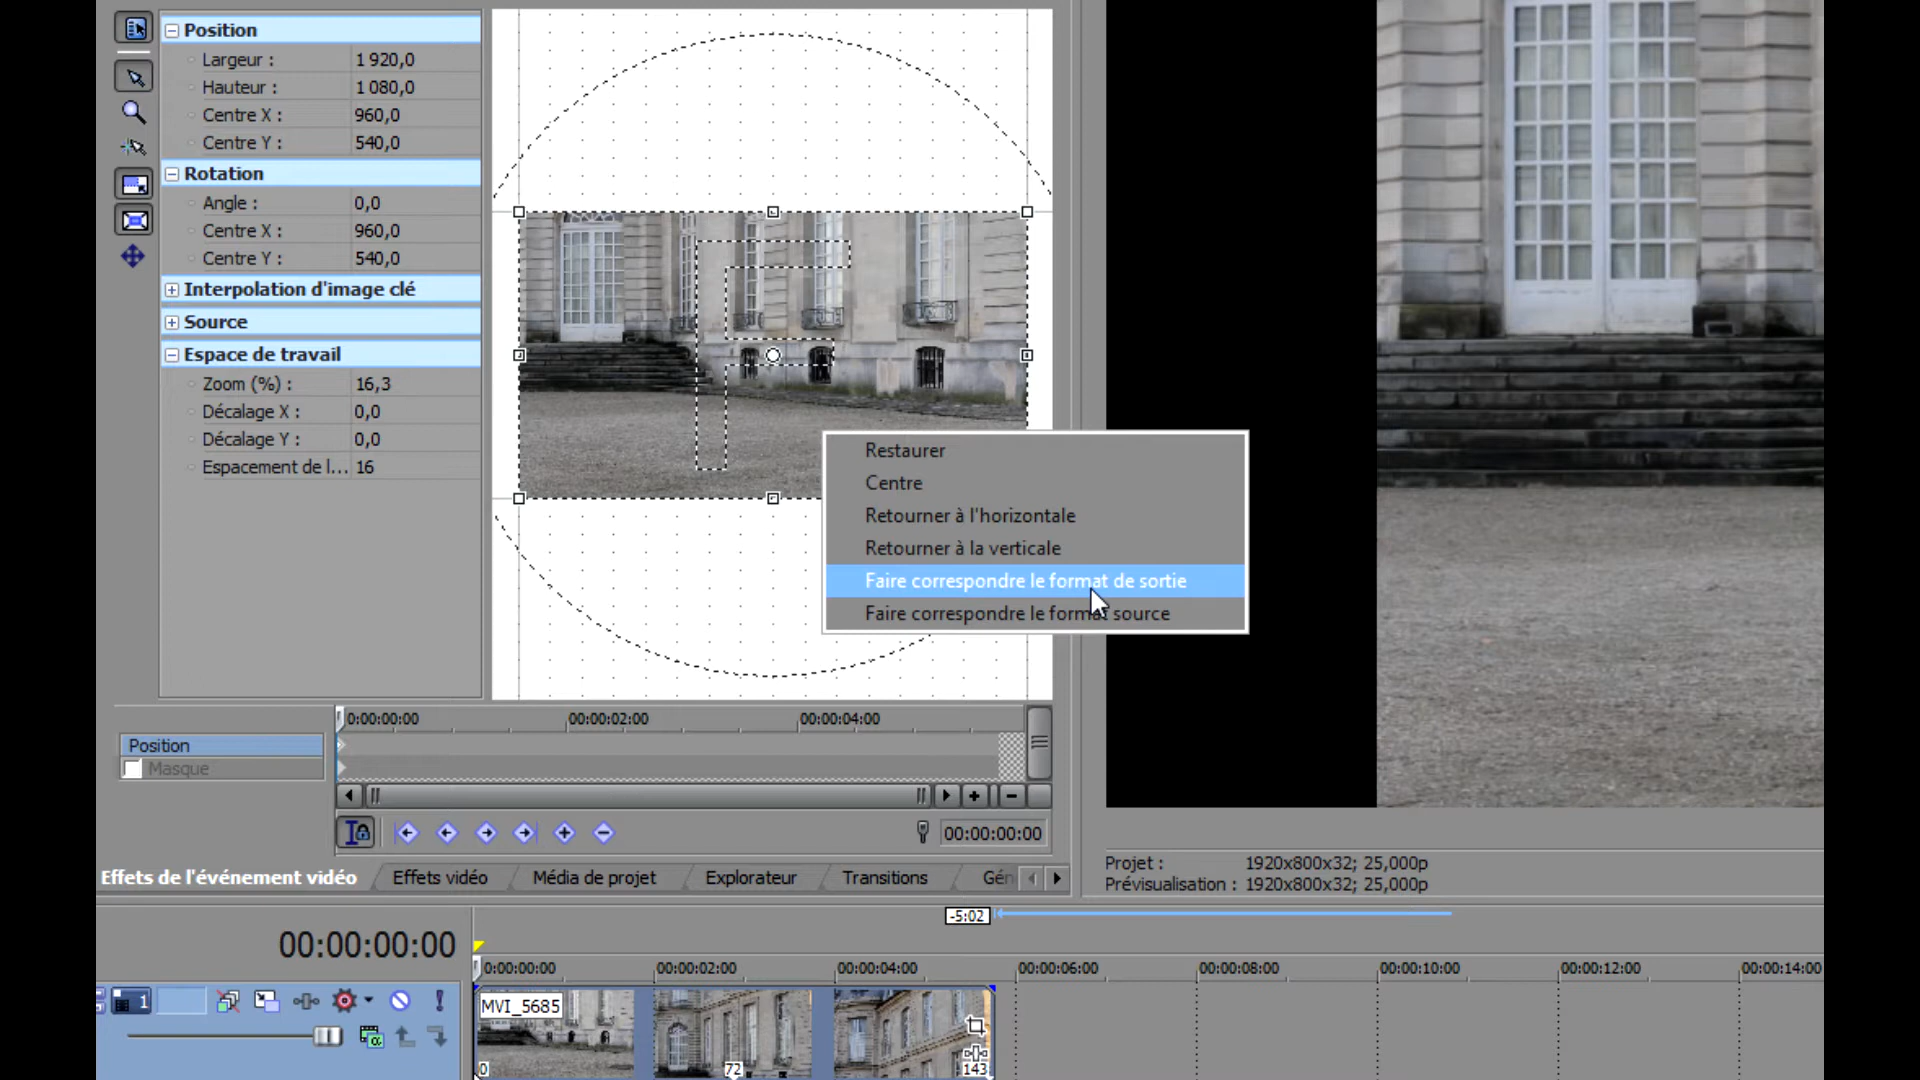 Position
Largeur : 1 920,0
Hauteur : 1 080,0
Centre X : 960,0
Centre Y : 540,0
Rotation
Angle : 0,0
Centre X : 960,0
Centre Y : 540,0
Interpolation d'image clé
Source
Espace de travail
Zoom (%) : 16,3
Décalage X : 0,0
Décalage Y : 0,0
Espacement de l... 16
Restaurer
Centre
Retourner à l'horizontale
Retourner à la verticale
Faire correspondre le format de sortie
Faire correspondre le format source
0:00:00:00 00:00:02:00 00:00:04:00
Position
Masque
00:00:00:00
Effets de l'événement vidéo Effets vidéo Média de projet Explorateur Transitions Gén
Projet : 1920x800x32; 25,000p
Prévisualisation : 1920x800x32; 25,000p
-5:02
00:00:00:00
0:00:00:00 00:00:02:00 00:00:04:00 00:00:06:00 00:00:08:00 00:00:10:00 00:00:12:00 00:00:14:00
1
MVI_5685
0 72 143